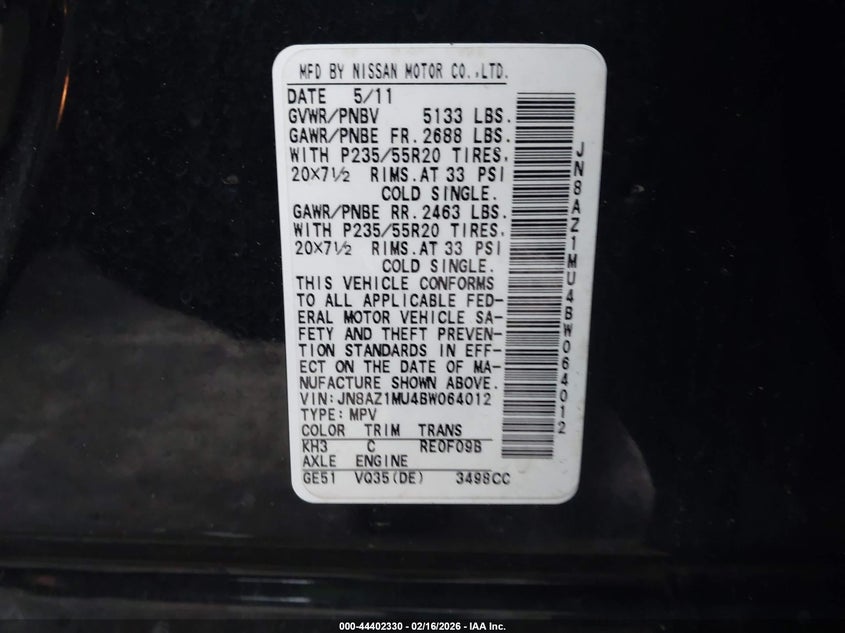 MFD BY NISSAN MOTOR CO.,LTD.
DATE 5/11
GVWR/PNBV 5133 LBS.
GAWR/PNBE FR. 2688 LBS.
WITH P235/55R20 TIRES,
20×7½ RIMS.AT 33 PSI
COLD SINGLE.
GAWR/PNBE RR. 2463 LBS.
WITH P235/55R20 TIRES,
20×7½ RIMS.AT 33 PSI
COLD SINGLE.
THIS VEHICLE CONFORMS
TO ALL APPLICABLE FED-
ERAL MOTOR VEHICLE SA-
FETY AND THEFT PREVEN-
TION STANDARDS IN EFF-
ECT ON THE DATE OF MA-
NUFACTURE SHOWN ABOVE.
VIN:JN8AZ1MU4BW064012
TYPE:MPV
COLOR TRIM TRANS
KH3 C RE0F09B
AXLE ENGINE
GE51 VQ35(DE) 3498CC
JN8AZ1MU4BW064012
000-44402330 - 02/16/2026 - IAA Inc.